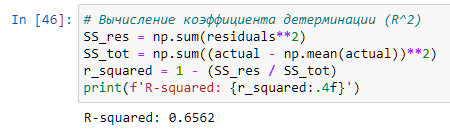 In [46]: # Вычисление коэффициента детерминации (R^2)
SS_res = np.sum(residuals**2)
SS_tot = np.sum((actual - np.mean(actual))**2)
r_squared = 1 - (SS_res / SS_tot)
print(f'R-squared: {r_squared:.4f}')
R-squared: 0.6562